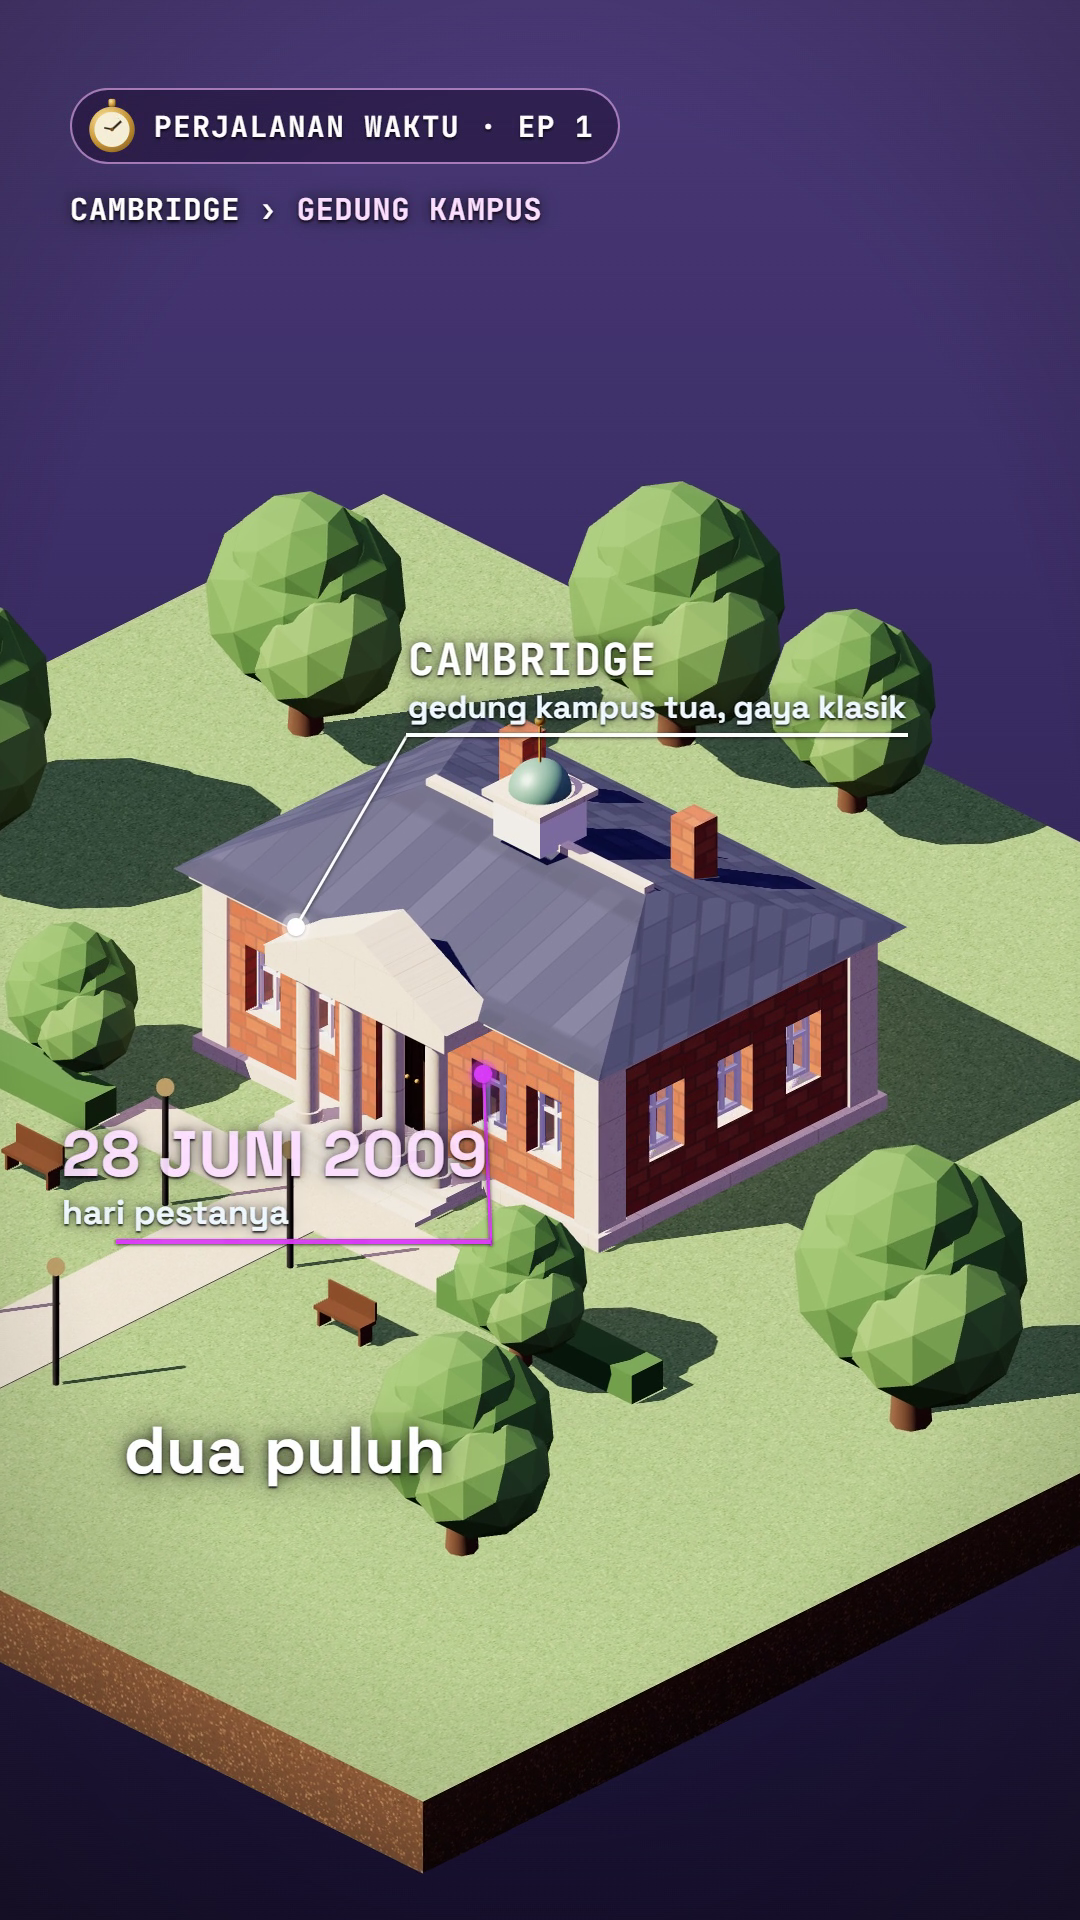 PERJALANAN WAKTU · EP 1
CAMBRIDGE › GEDUNG KAMPUS
CAMBRIDGE
gedung kampus tua, gaya klasik
28 JUNI 2009
hari pestanya
dua puluh